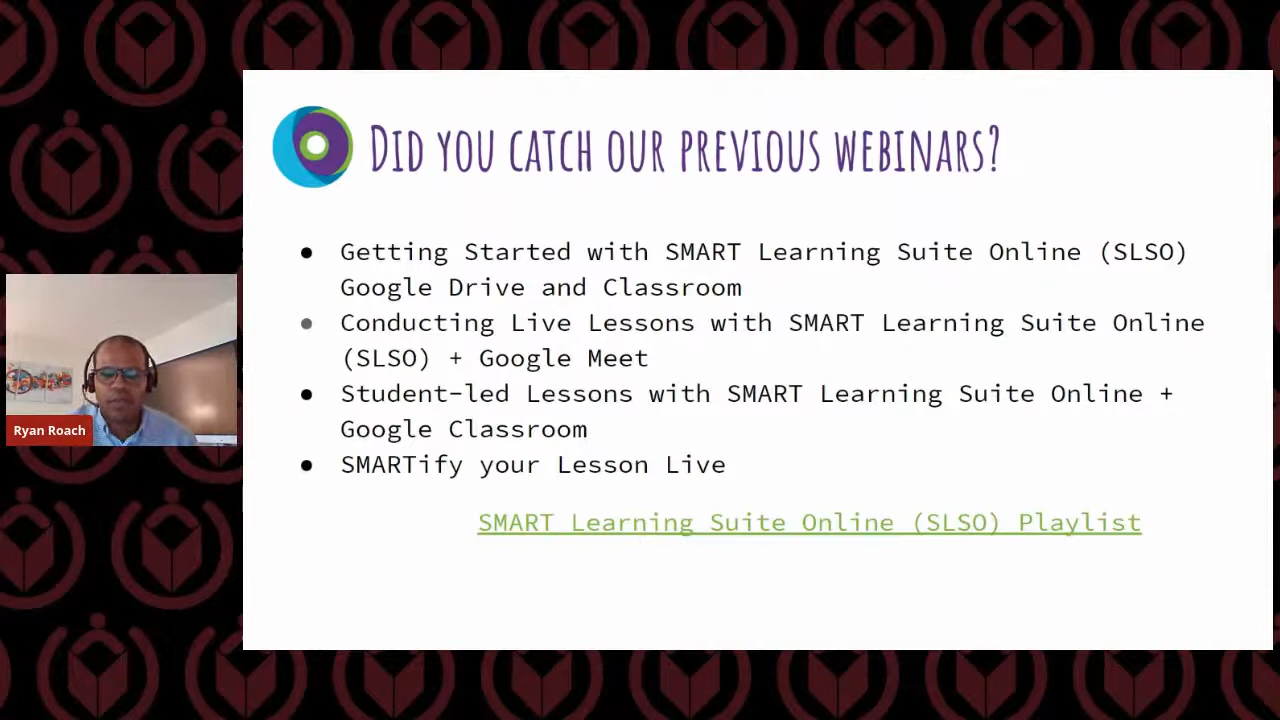 Did you catch our previous webinars?
● Getting Started with SMART Learning Suite Online (SLSO)
Google Drive and Classroom
● Conducting Live Lessons with SMART Learning Suite Online
(SLSO) + Google Meet
● Student-led Lessons with SMART Learning Suite Online +
Google Classroom
● SMARTify your Lesson Live
SMART Learning Suite Online (SLSO) Playlist
Ryan Roach